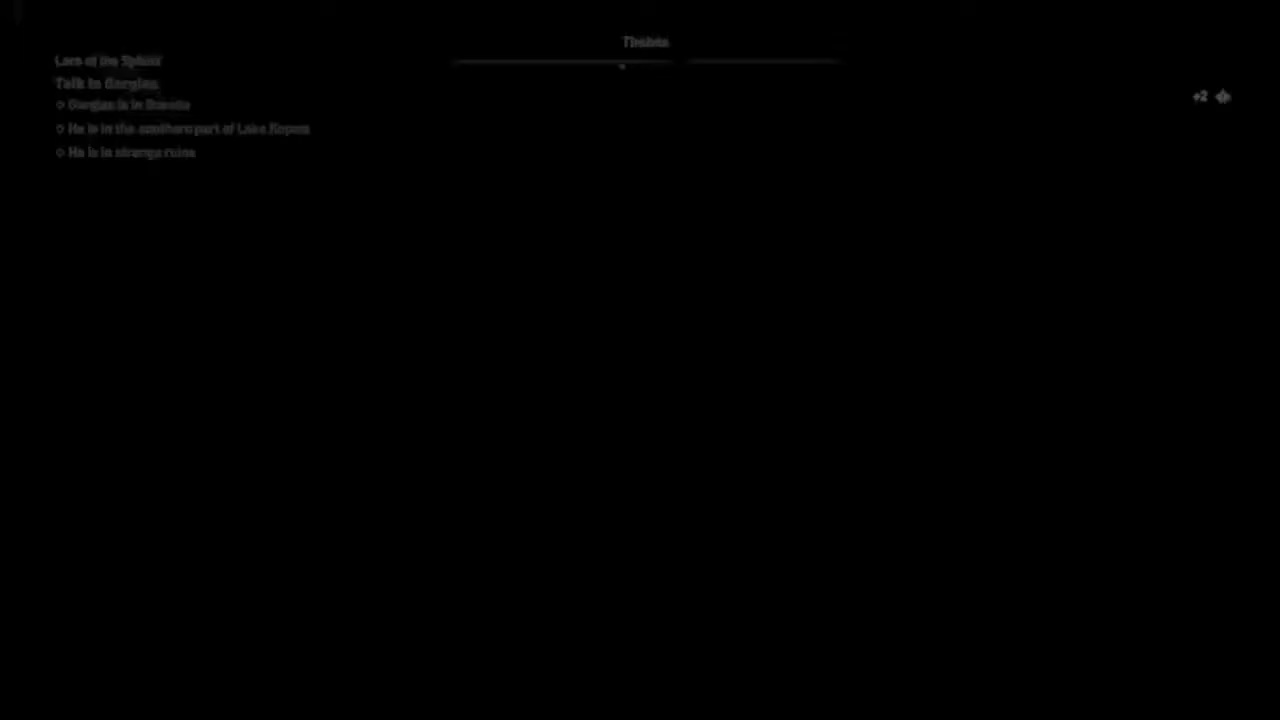 Thebes
Lore of the Sphinx
Talk to Gorgias.
Gorgias is in Boeotia
He is in the southern part of Lake Kopais
He is in strange ruins
+2